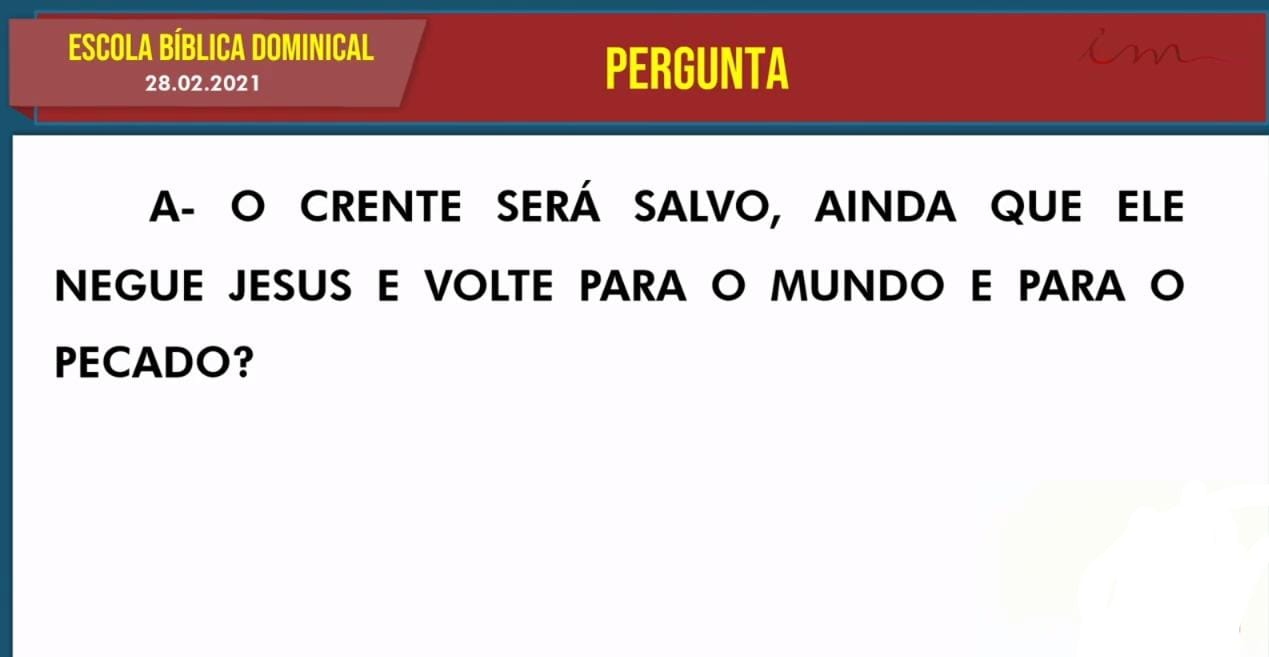 ESCOLA BÍBLICA DOMINICAL
28.02.2021
PERGUNTA
im
A- O CRENTE SERÁ SALVO, AINDA QUE ELE
NEGUE JESUS E VOLTE PARA O MUNDO E PARA O
PECADO?